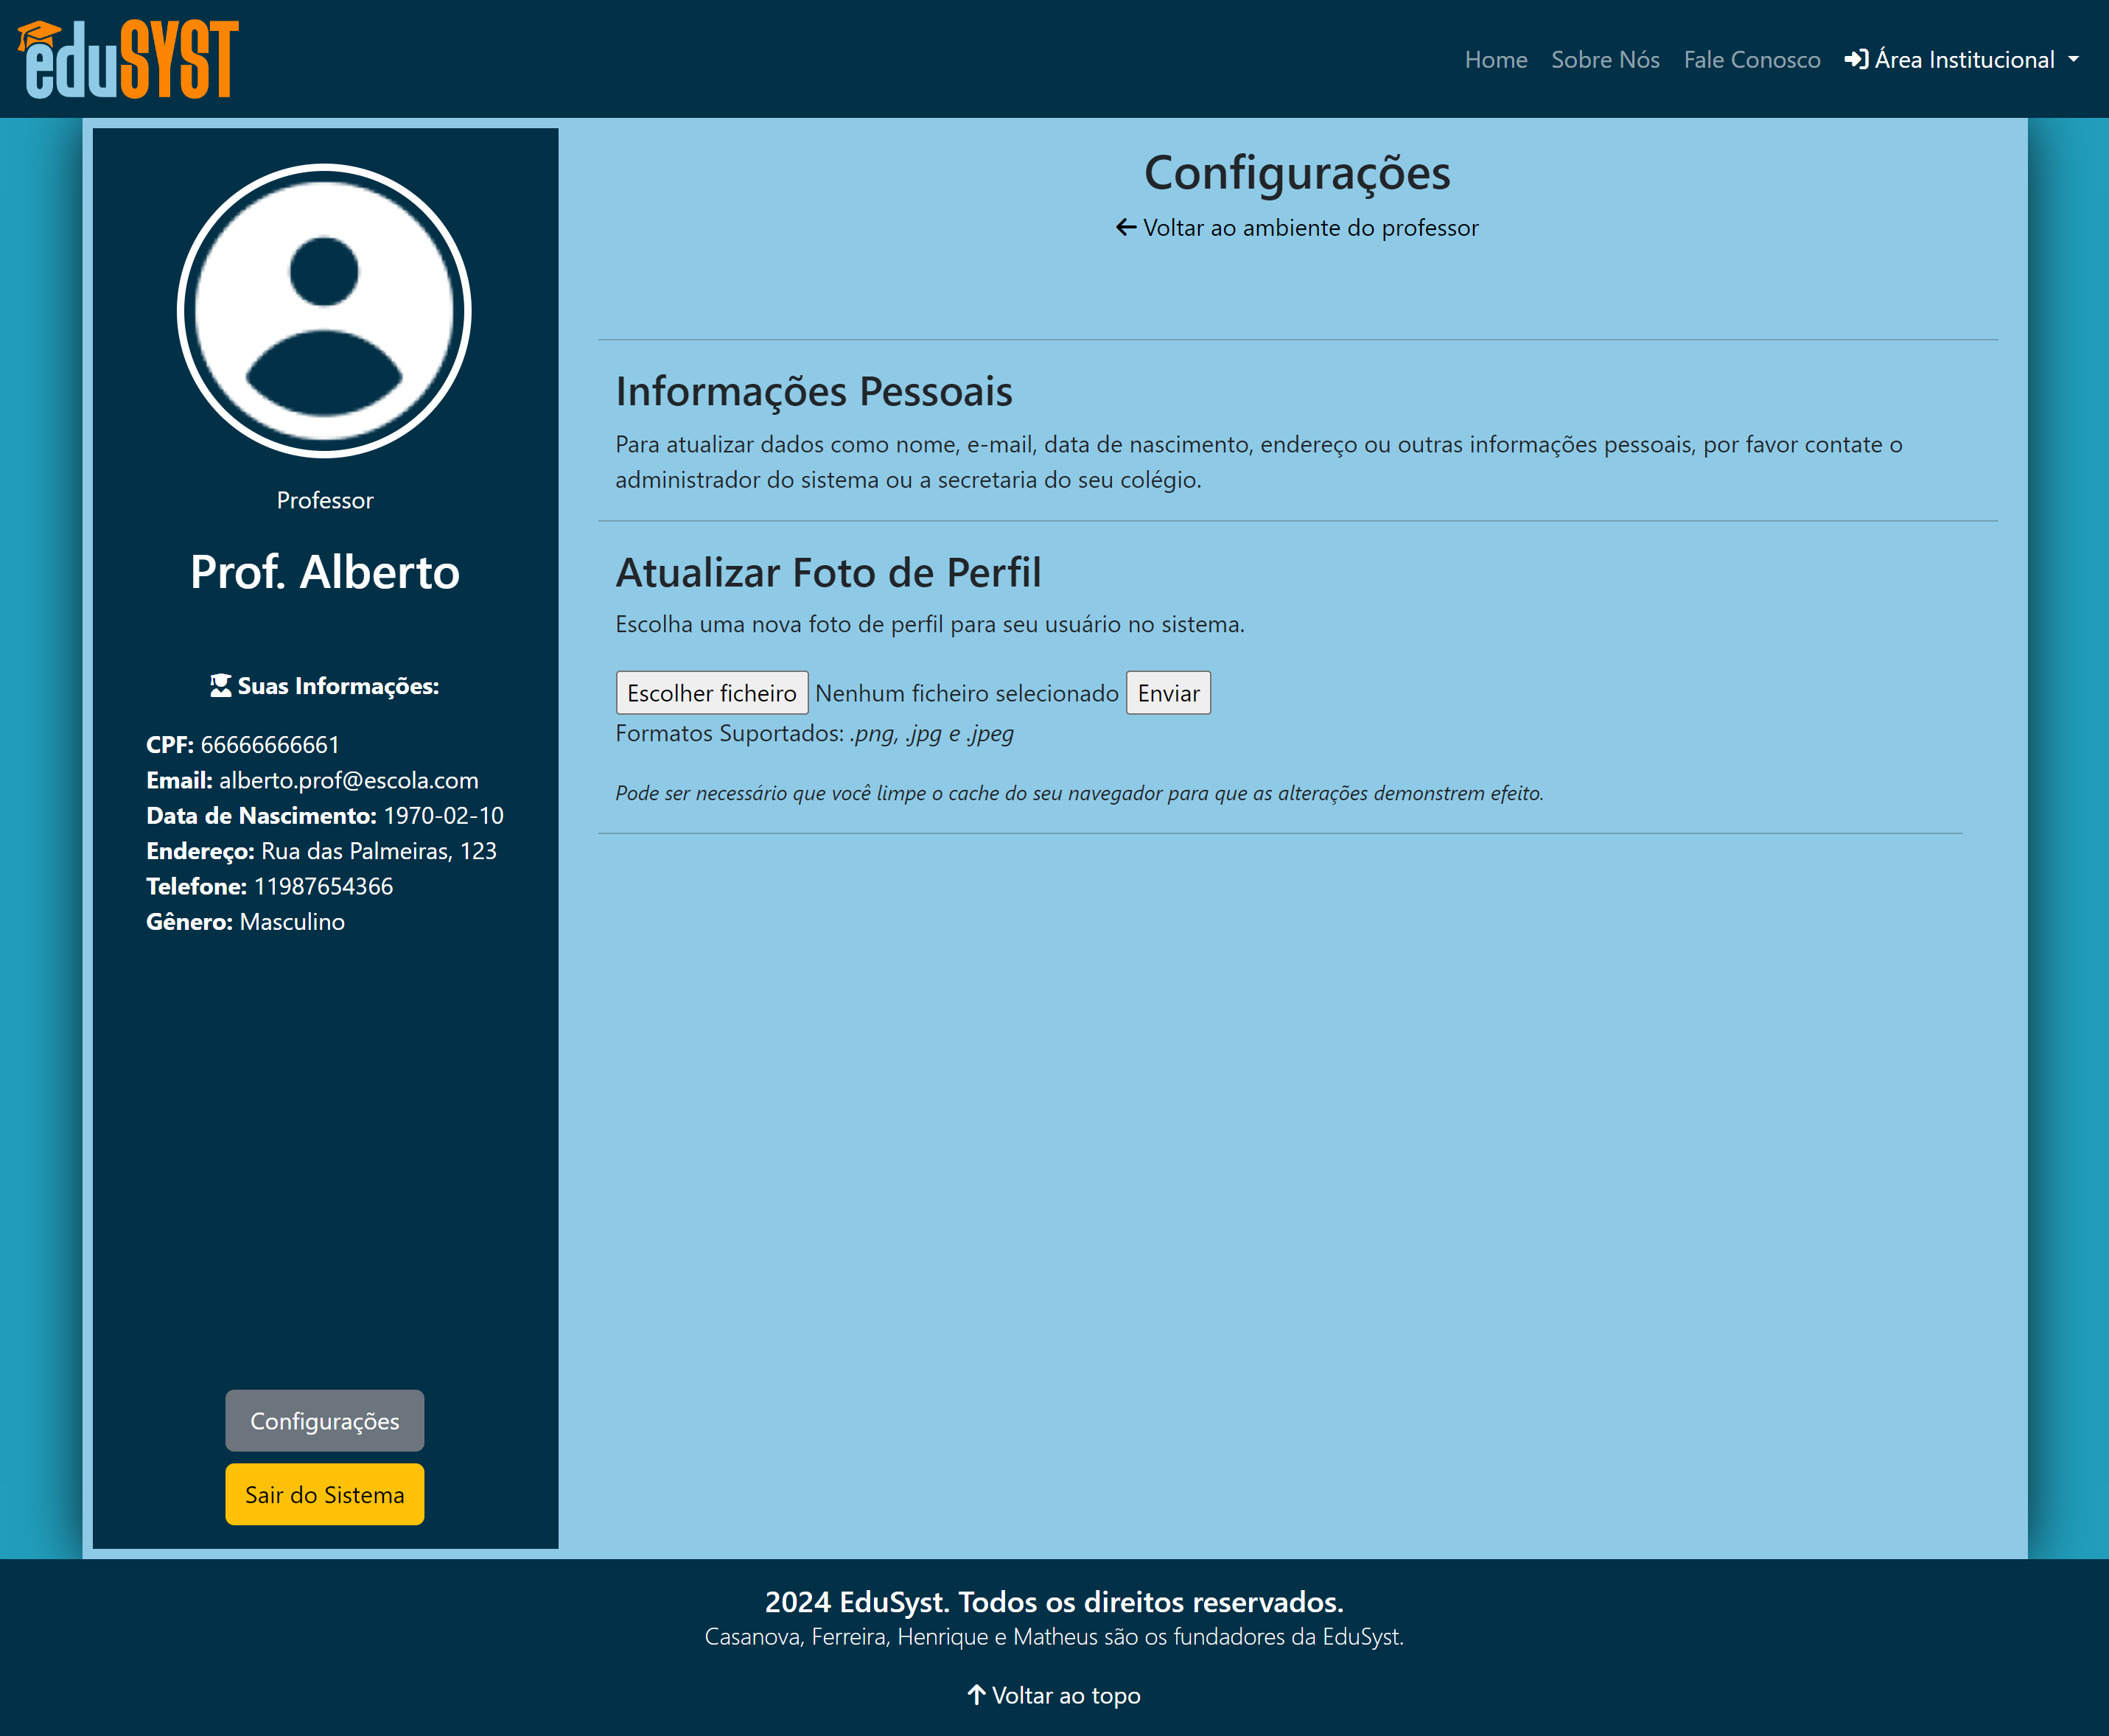 eduSYST
Home Sobre Nós Fale Conosco Área Institucional
Professor
Prof. Alberto
Suas Informações:
CPF: 66666666661
Email: alberto.prof@escola.com
Data de Nascimento: 1970-02-10
Endereço: Rua das Palmeiras, 123
Telefone: 11987654366
Gênero: Masculino
Configurações
Sair do Sistema
Configurações
Voltar ao ambiente do professor
Informações Pessoais
Para atualizar dados como nome, e-mail, data de nascimento, endereço ou outras informações pessoais, por favor contate o
administrador do sistema ou a secretaria do seu colégio.
Atualizar Foto de Perfil
Escolha uma nova foto de perfil para seu usuário no sistema.
Escolher ficheiro Nenhum ficheiro selecionado Enviar
Formatos Suportados: .png, .jpg e .jpeg
Pode ser necessário que você limpe o cache do seu navegador para que as alterações demonstrem efeito.
2024 EduSyst. Todos os direitos reservados.
Casanova, Ferreira, Henrique e Matheus são os fundadores da EduSyst.
Voltar ao topo